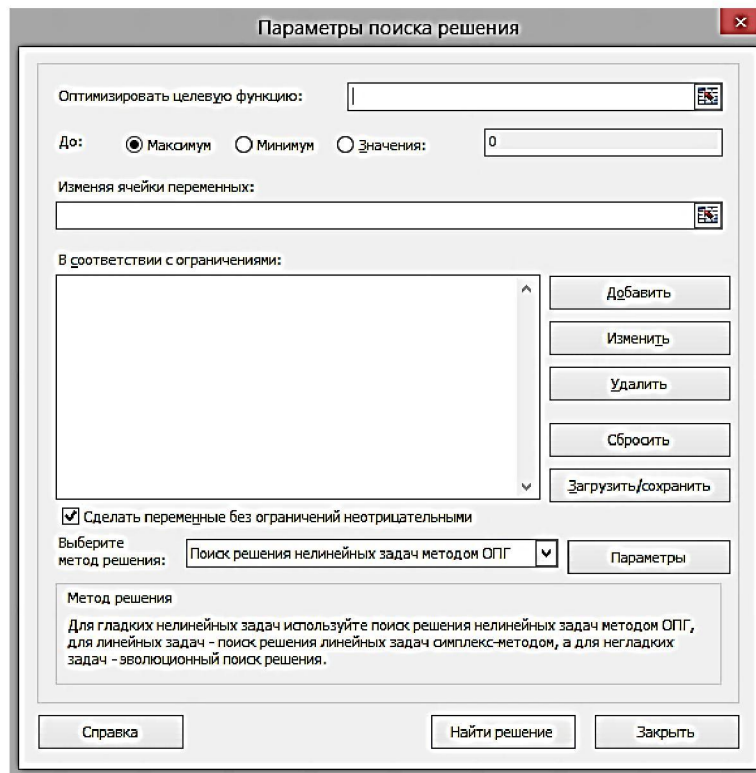 Параметры поиска решения
Оптимизировать целевую функцию:
До: Максимум Минимум Значения: 0
Изменяя ячейки переменных:
В соответствии с ограничениями:
Добавить
Изменить
Удалить
Сбросить
Загрузить/сохранить
Сделать переменные без ограничений неотрицательными
Выберите
метод решения:
Поиск решения нелинейных задач методом ОПГ
Параметры
Метод решения
Для гладких нелинейных задач используйте поиск решения нелинейных задач методом ОПГ,
для линейных задач - поиск решения линейных задач симплекс-методом, а для негладких
задач - эволюционный поиск решения.
Справка Найти решение Закрыть